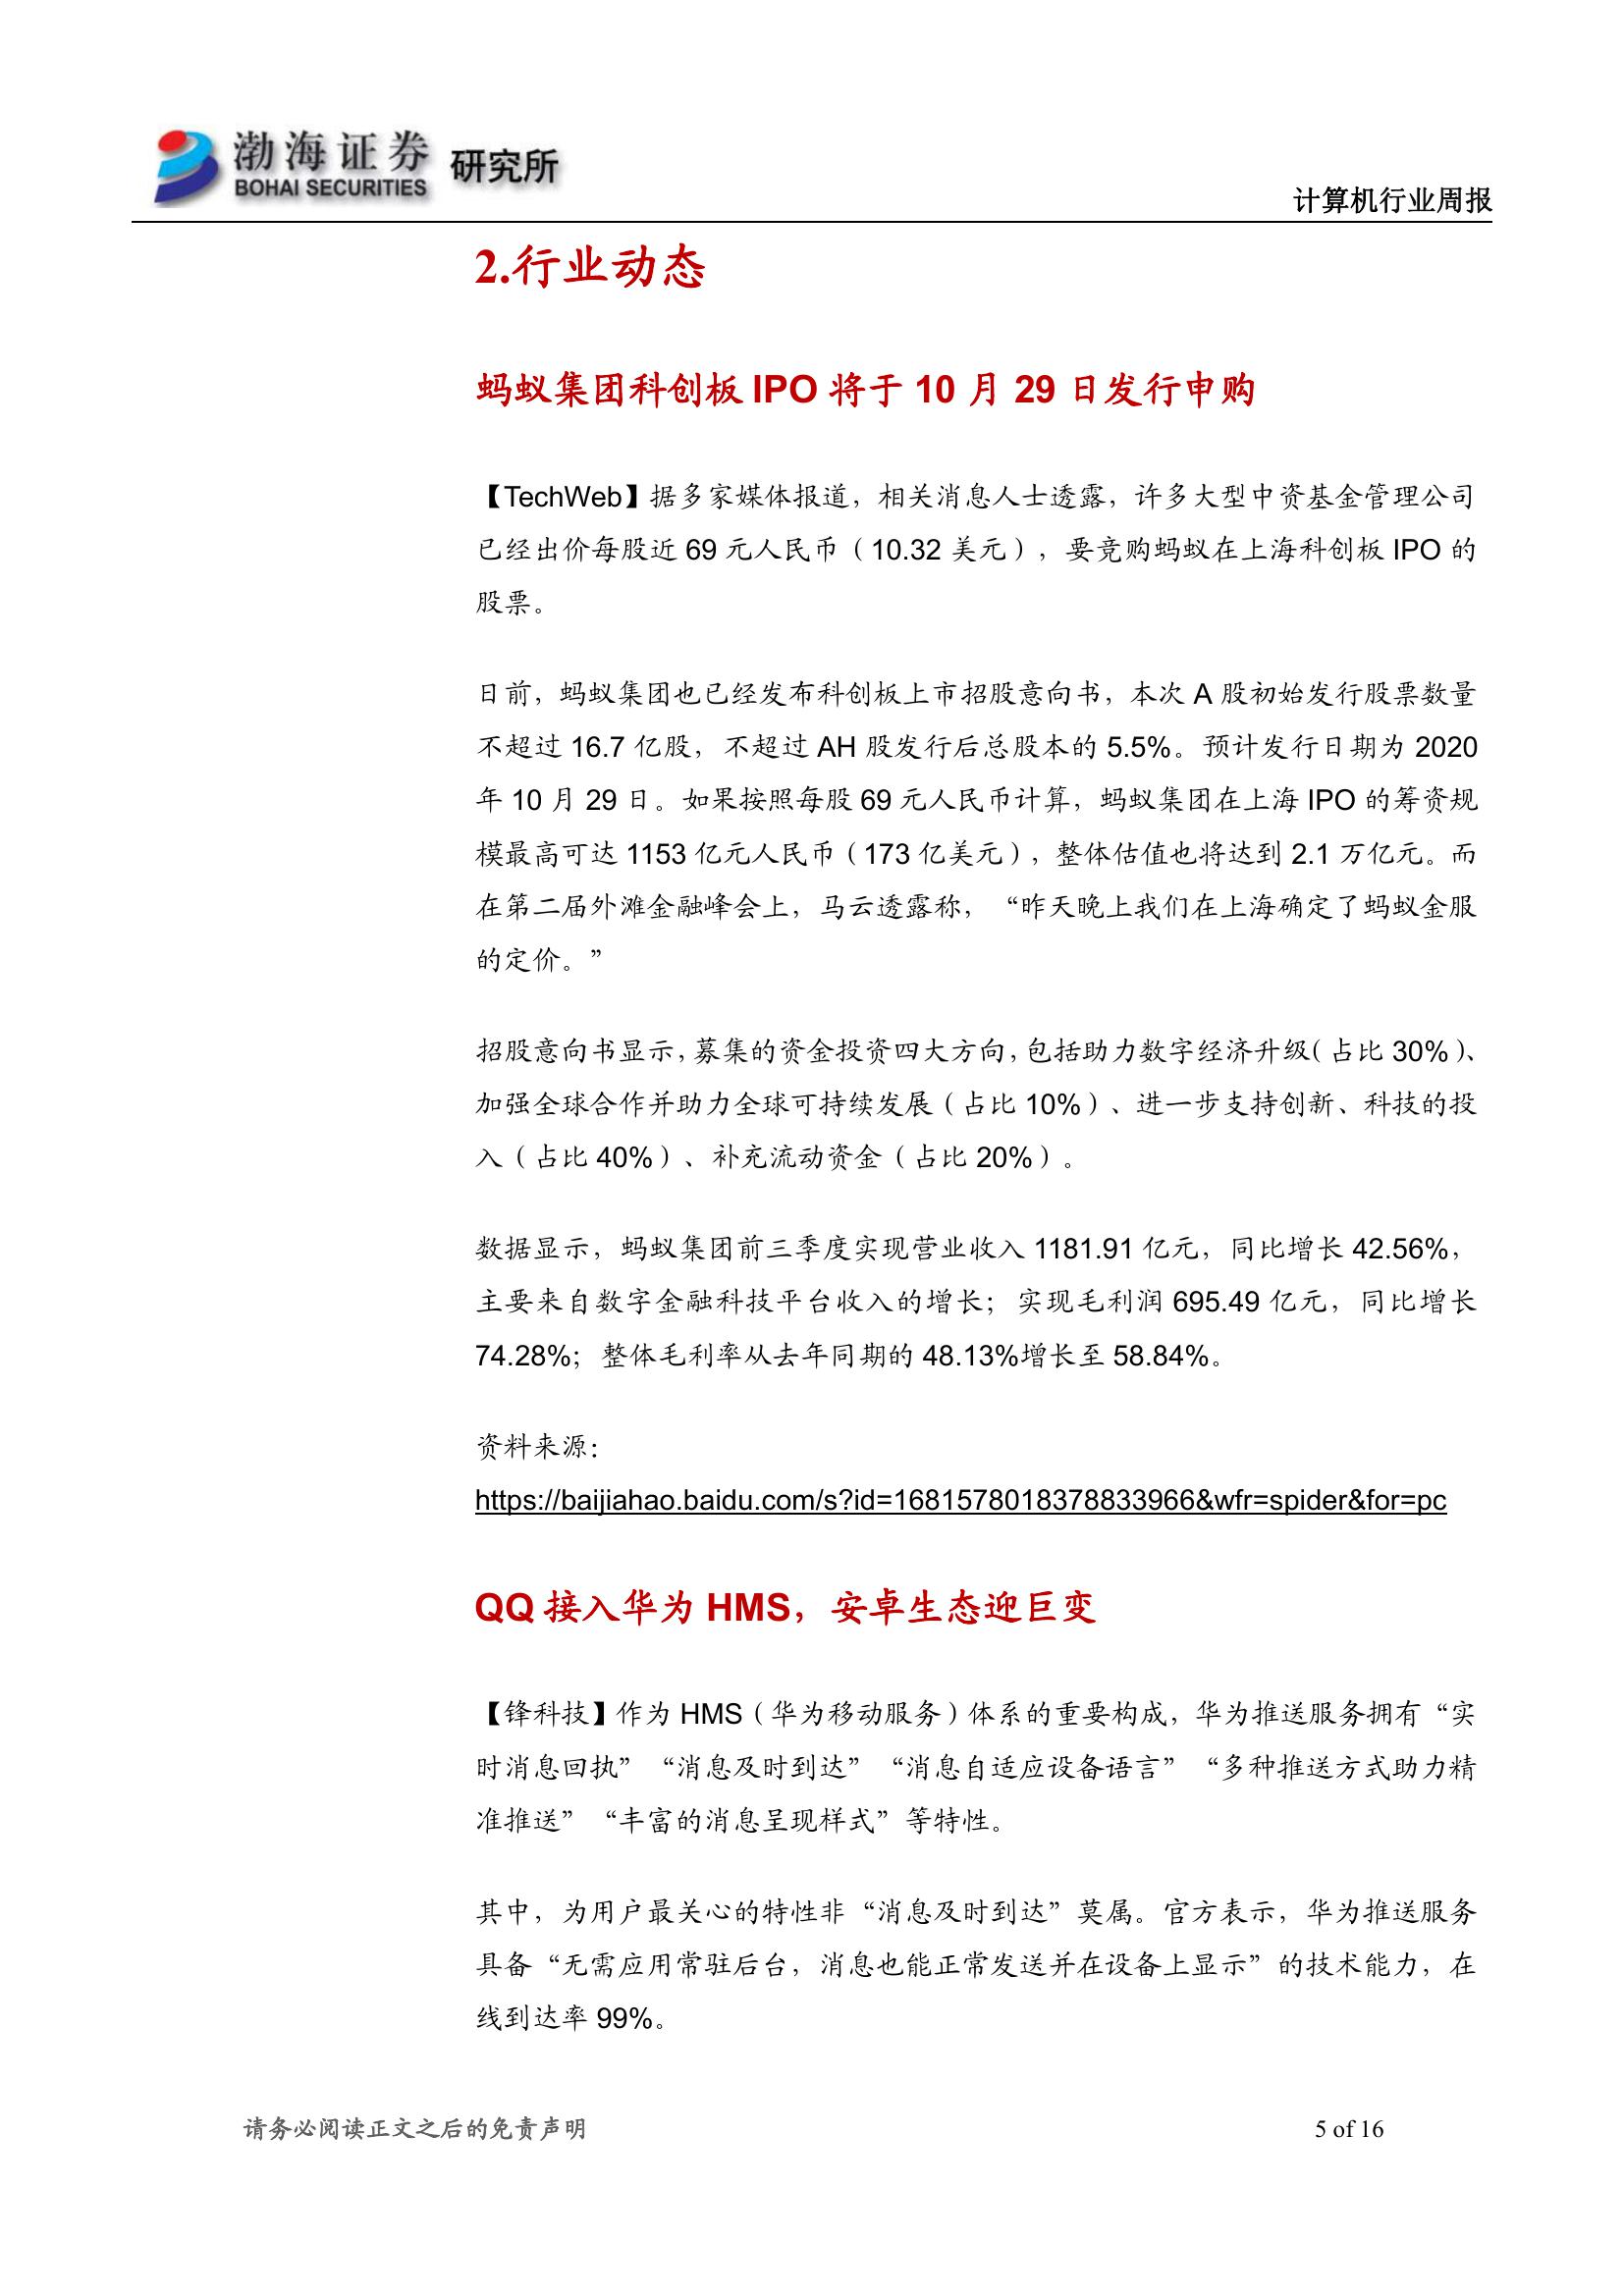 渤海证券
BOHAI SECURITIES
研究所
计算机行业周报
2.行业动态
蚂蚁集团科创板 IPO 将于 10 月 29 日发行申购
【TechWeb】据多家媒体报道，相关消息人士透露，许多大型中资基金管理公司
已经出价每股近 69 元人民币（10.32 美元），要竞购蚂蚁在上海科创板 IPO 的
股票。
日前，蚂蚁集团也已经发布科创板上市招股意向书，本次 A 股初始发行股票数量
不超过 16.7 亿股，不超过 AH 股发行后总股本的 5.5%。预计发行日期为 2020
年 10 月 29 日。如果按照每股 69 元人民币计算，蚂蚁集团在上海 IPO 的筹资规
模最高可达 1153 亿元人民币（173 亿美元），整体估值也将达到 2.1 万亿元。而
在第二届外滩金融峰会上，马云透露称，“昨天晚上我们在上海确定了蚂蚁金服
的定价。”
招股意向书显示，募集的资金投资四大方向，包括助力数字经济升级（占比 30%）、
加强全球合作并助力全球可持续发展（占比 10%）、进一步支持创新、科技的投
入（占比 40%）、补充流动资金（占比 20%）。
数据显示，蚂蚁集团前三季度实现营业收入 1181.91 亿元，同比增长 42.56%，
主要来自数字金融科技平台收入的增长；实现毛利润 695.49 亿元，同比增长
74.28%；整体毛利率从去年同期的 48.13%增长至 58.84%。
资料来源：
https://baijiahao.baidu.com/s?id=1681578018378833966&wfr=spider&for=pc
QQ 接入华为 HMS，安卓生态迎巨变
【锋科技】作为 HMS（华为移动服务）体系的重要构成，华为推送服务拥有“实
时消息回执”“消息及时到达”“消息自适应设备语言”“多种推送方式助力精
准推送”“丰富的消息呈现样式”等特性。
其中，为用户最关心的特性非“消息及时到达”莫属。官方表示，华为推送服务
具备“无需应用常驻后台，消息也能正常发送并在设备上显示”的技术能力，在
线到达率 99%。
请务必阅读正文之后的免责声明
5 of 16